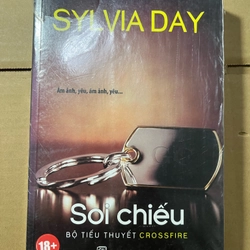 SYLVIA DAY
Ám ảnh, yêu, ám ảnh, yêu...
Soi chiếu
BỘ TIỂU THUYẾT CROSSFIRE
18+